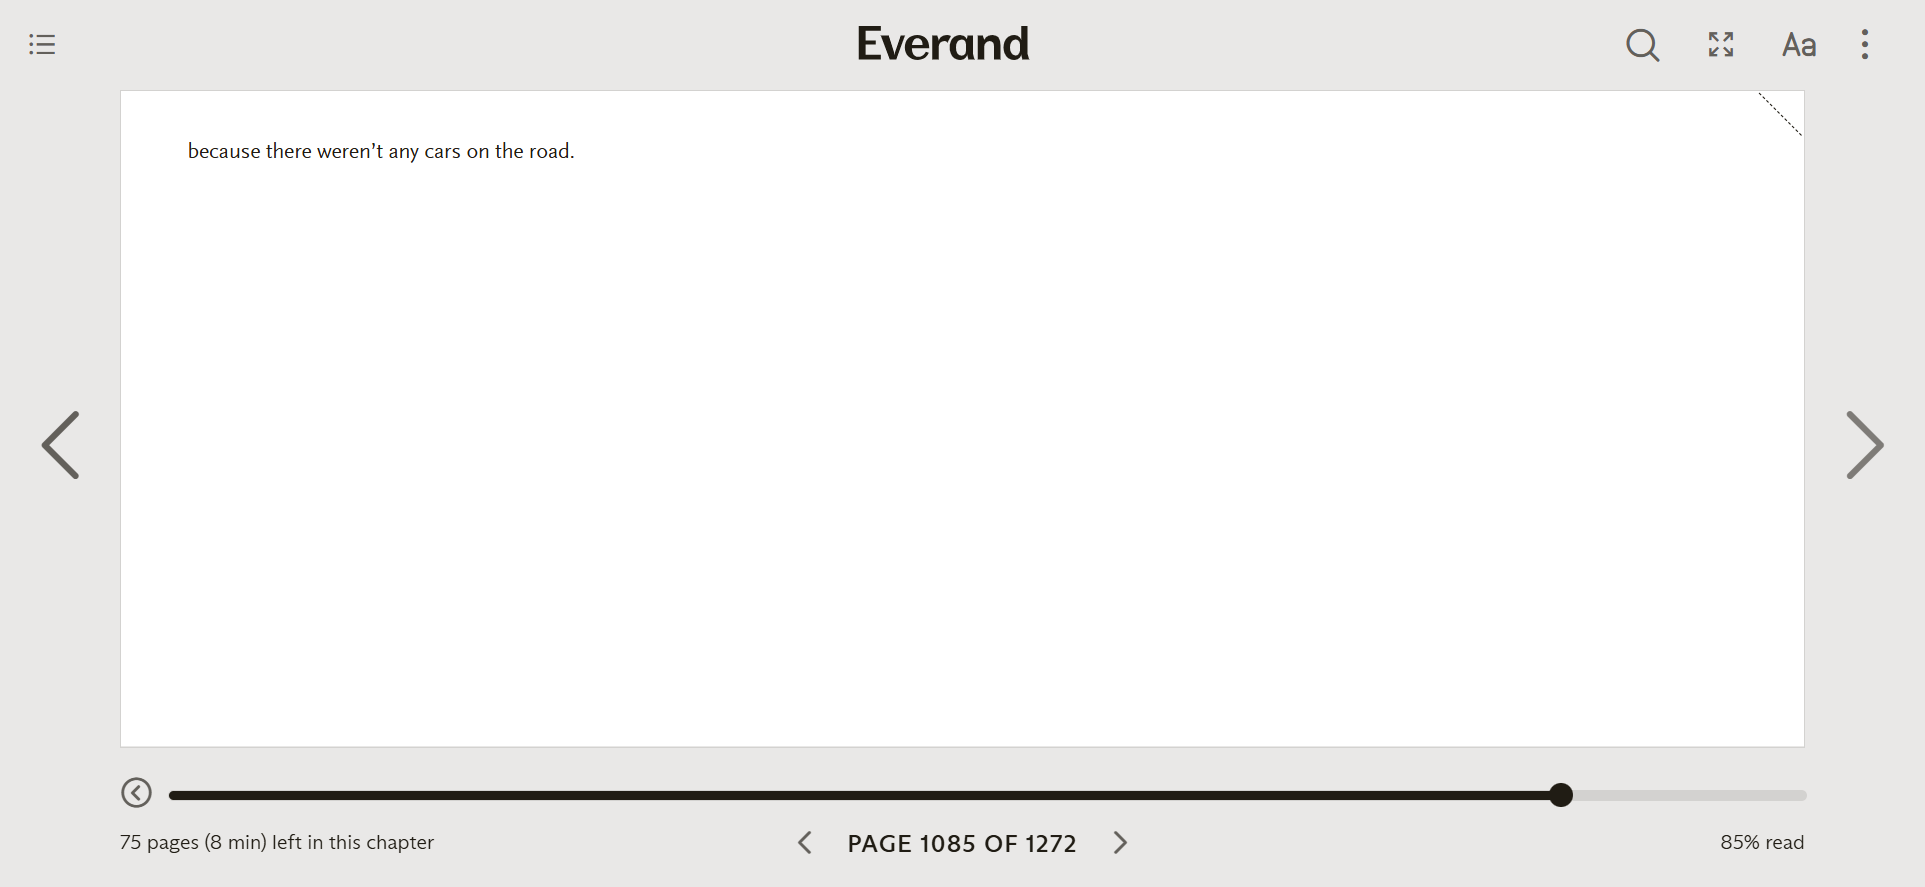 Everand
Aa
because there weren’t any cars on the road.
75 pages (8 min) left in this chapter
PAGE 1085 OF 1272
85% read